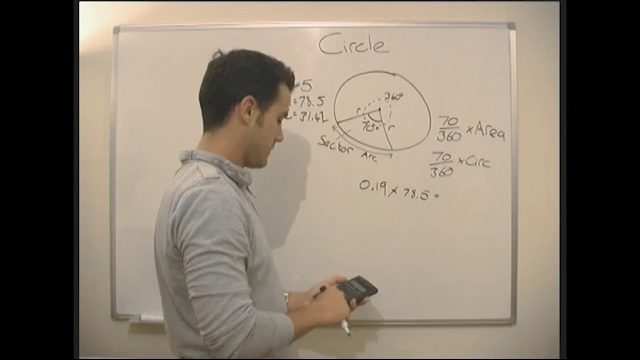 Circle
5
=78.5
=31.42
360°
r
70°
r
Sector
Arc
70/360 × Area
70/360 × Circ
0.19 × 78.5 =